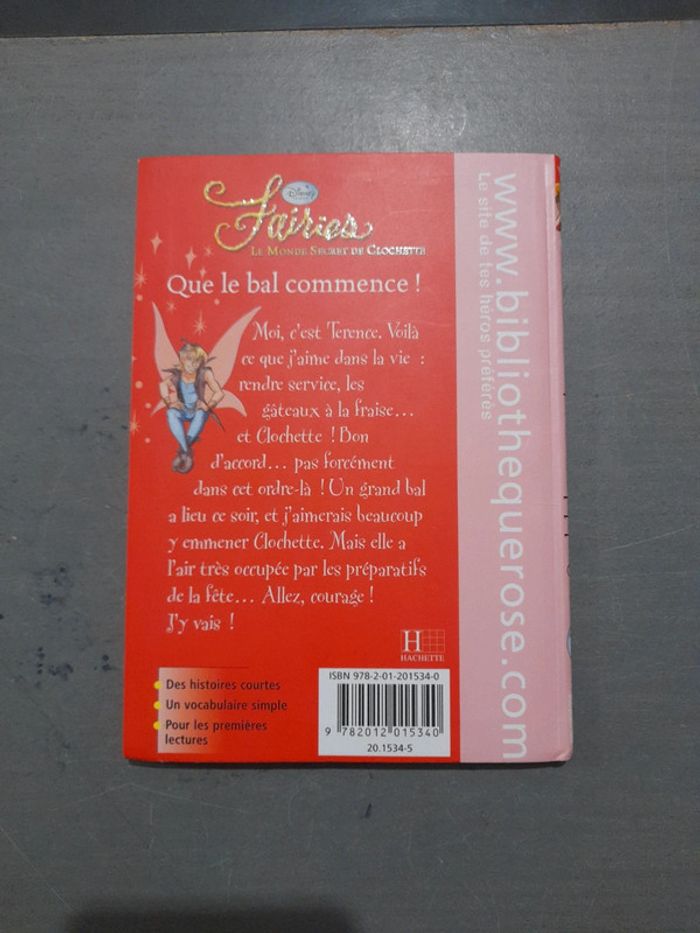 Disney
Fairies
LE MONDE SECRET DE CLOCHETTE
Que le bal commence !
Moi, c'est Terence. Voilà
ce que j'aime dans la vie :
rendre service, les
gâteaux à la fraise...
et Clochette ! Bon
d'accord... pas forcément
dans cet ordre-là ! Un grand bal
a lieu ce soir, et j'aimerais beaucoup
y emmener Clochette. Mais elle a
l'air très occupée par les préparatifs
de la fête... Allez, courage !
J'y vais !
H
HACHETTE
Des histoires courtes
Un vocabulaire simple
Pour les premières
lectures
ISBN 978-2-01-201534-0
9 782012 015340
20.1534-5
www.bibliothequerose.com
Le site de tes héros préférés